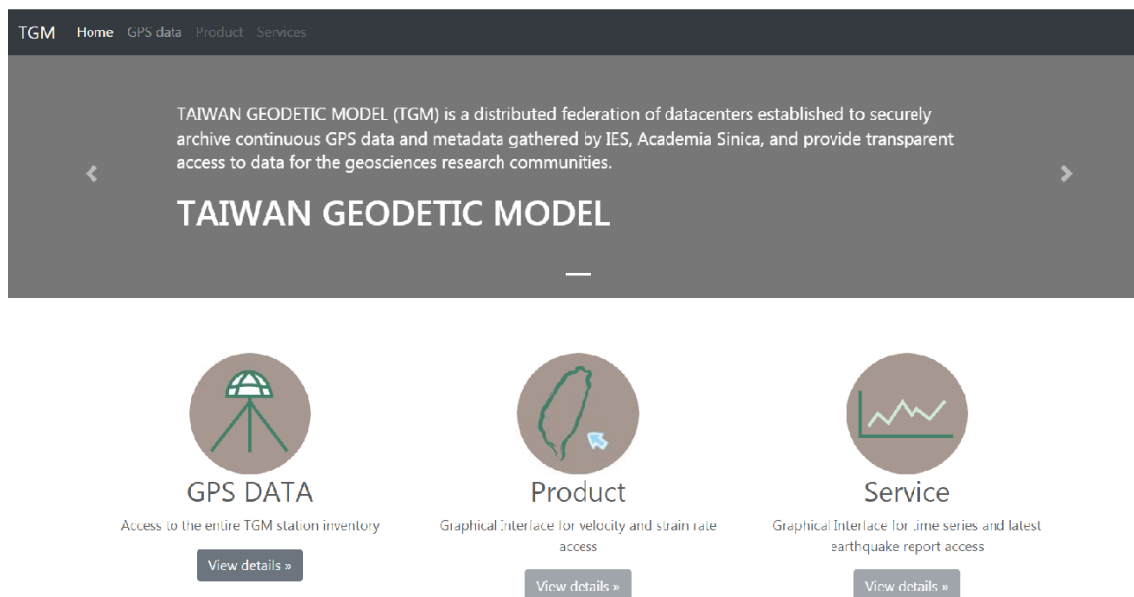 TGM Home GPS data Product Services
TAIWAN GEODETIC MODEL (TGM) is a distributed federation of datacenters established to securely
archive continuous GPS data and metadata gathered by IES, Academia Sinica, and provide transparent
access to data for the geosciences research communities.
TAIWAN GEODETIC MODEL
GPS DATA
Access to the entire TGM station inventory
View details »
Product
Graphical Interface for velocity and strain rate
access
View details »
Service
Graphical Interface for time series and latest
earthquake report access
View details »